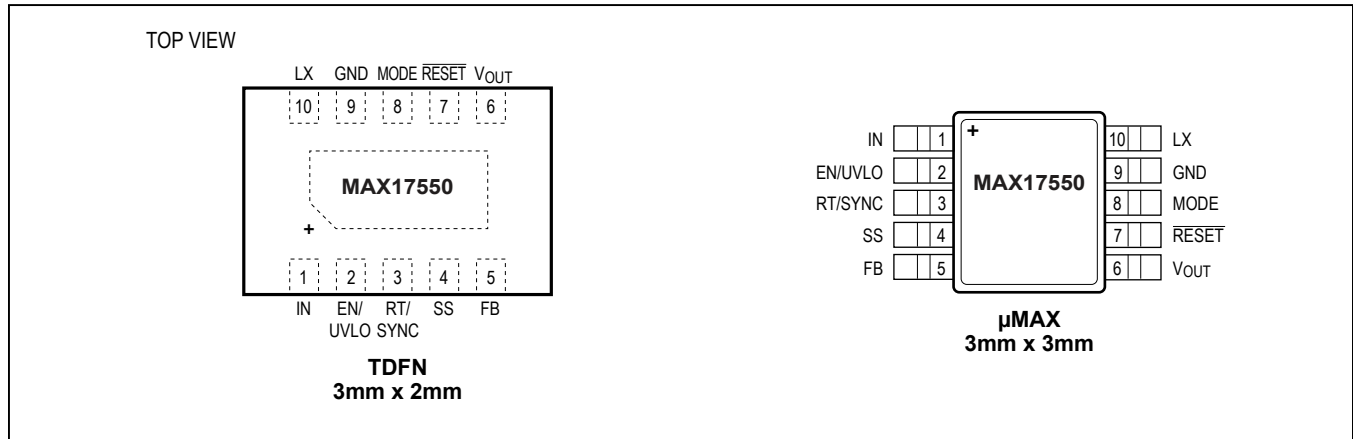 TOP VIEW
LX GND MODE RESET VOUT
10 9 8 7 6
MAX17550
+
1 2 3 4 5
IN EN/UVLO RT/SYNC SS FB
TDFN
3mm x 2mm
+
IN 1 10 LX
EN/UVLO 2 9 GND
MAX17550
RT/SYNC 3 8 MODE
SS 4 7 RESET
FB 5 6 VOUT
µMAX
3mm x 3mm